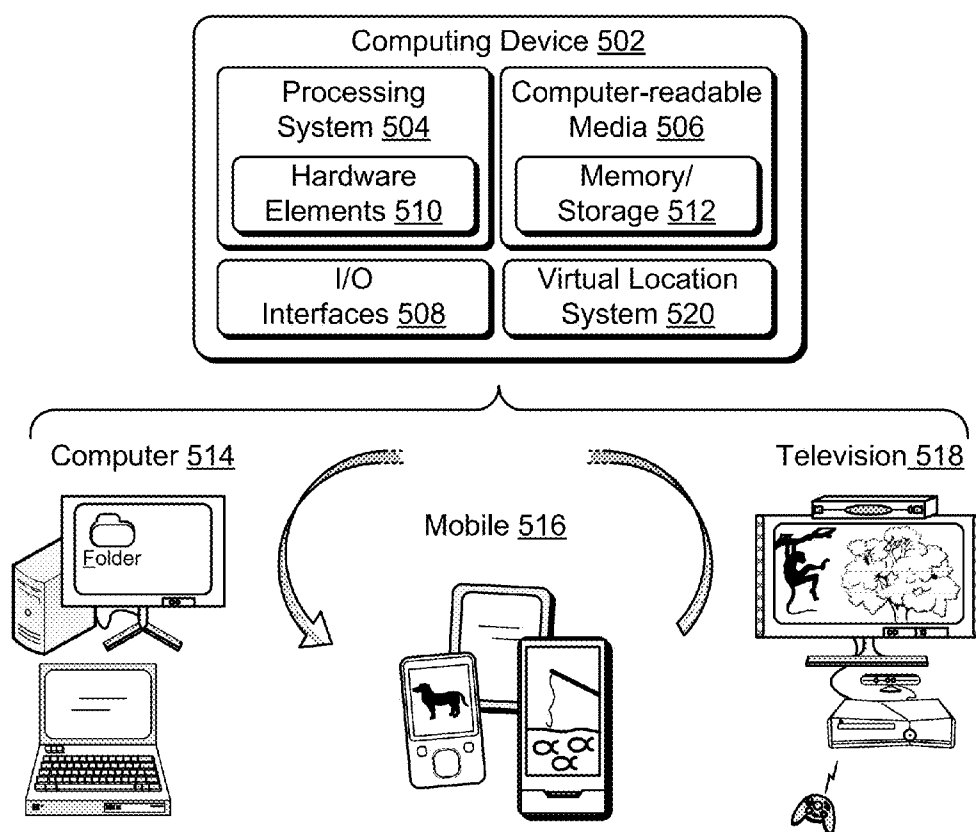 Computing Device 502
Processing
System 504
Computer-readable
Media 506
Hardware
Elements 510
Memory/
Storage 512
I/O
Interfaces 508
Virtual Location
System 520
Computer 514
Mobile 516
Television 518
Folder